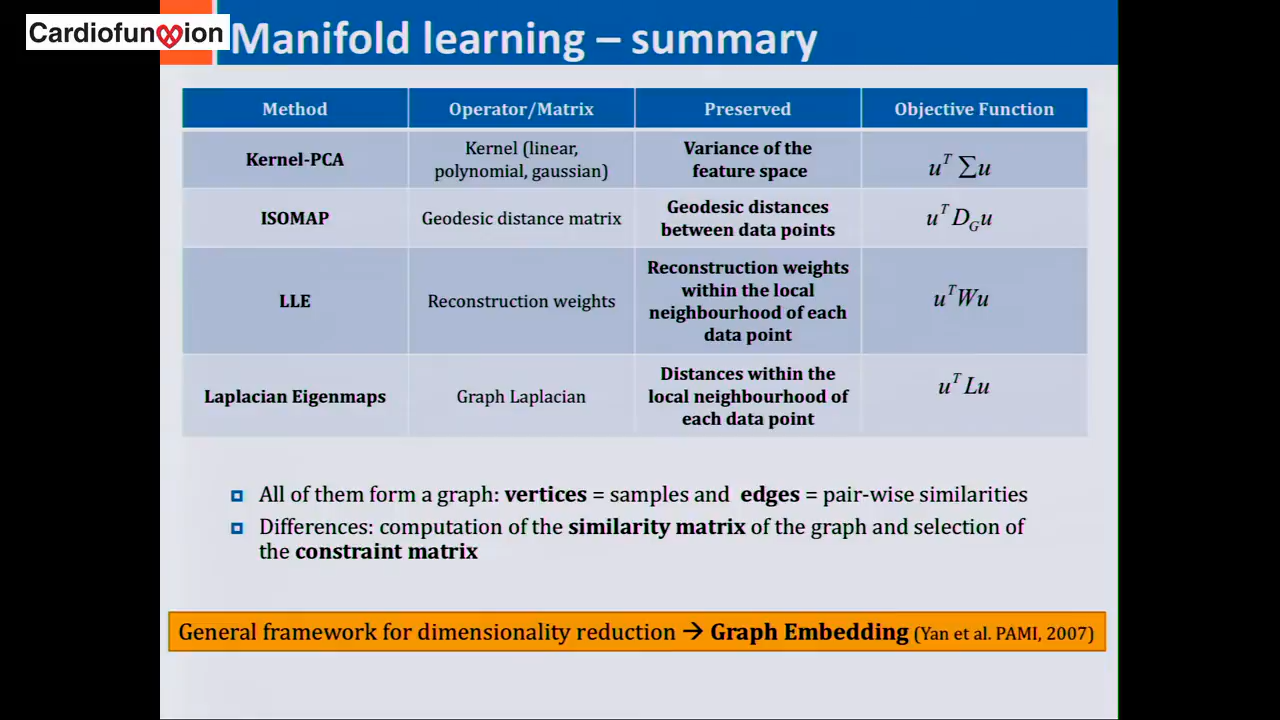 CardiofunXion
Manifold learning – summary
Method
Operator/Matrix
Preserved
Objective Function
Kernel-PCA
Kernel (linear,
polynomial, gaussian)
Variance of the
feature space
u^T ∑u
ISOMAP
Geodesic distance matrix
Geodesic distances
between data points
u^T D_G u
LLE
Reconstruction weights
Reconstruction weights
within the local
neighbourhood of each
data point
u^T Wu
Laplacian Eigenmaps
Graph Laplacian
Distances within the
local neighbourhood of
each data point
u^T Lu
All of them form a graph: vertices = samples and edges = pair-wise similarities
Differences: computation of the similarity matrix of the graph and selection of
the constraint matrix
General framework for dimensionality reduction → Graph Embedding (Yan et al. PAMI, 2007)